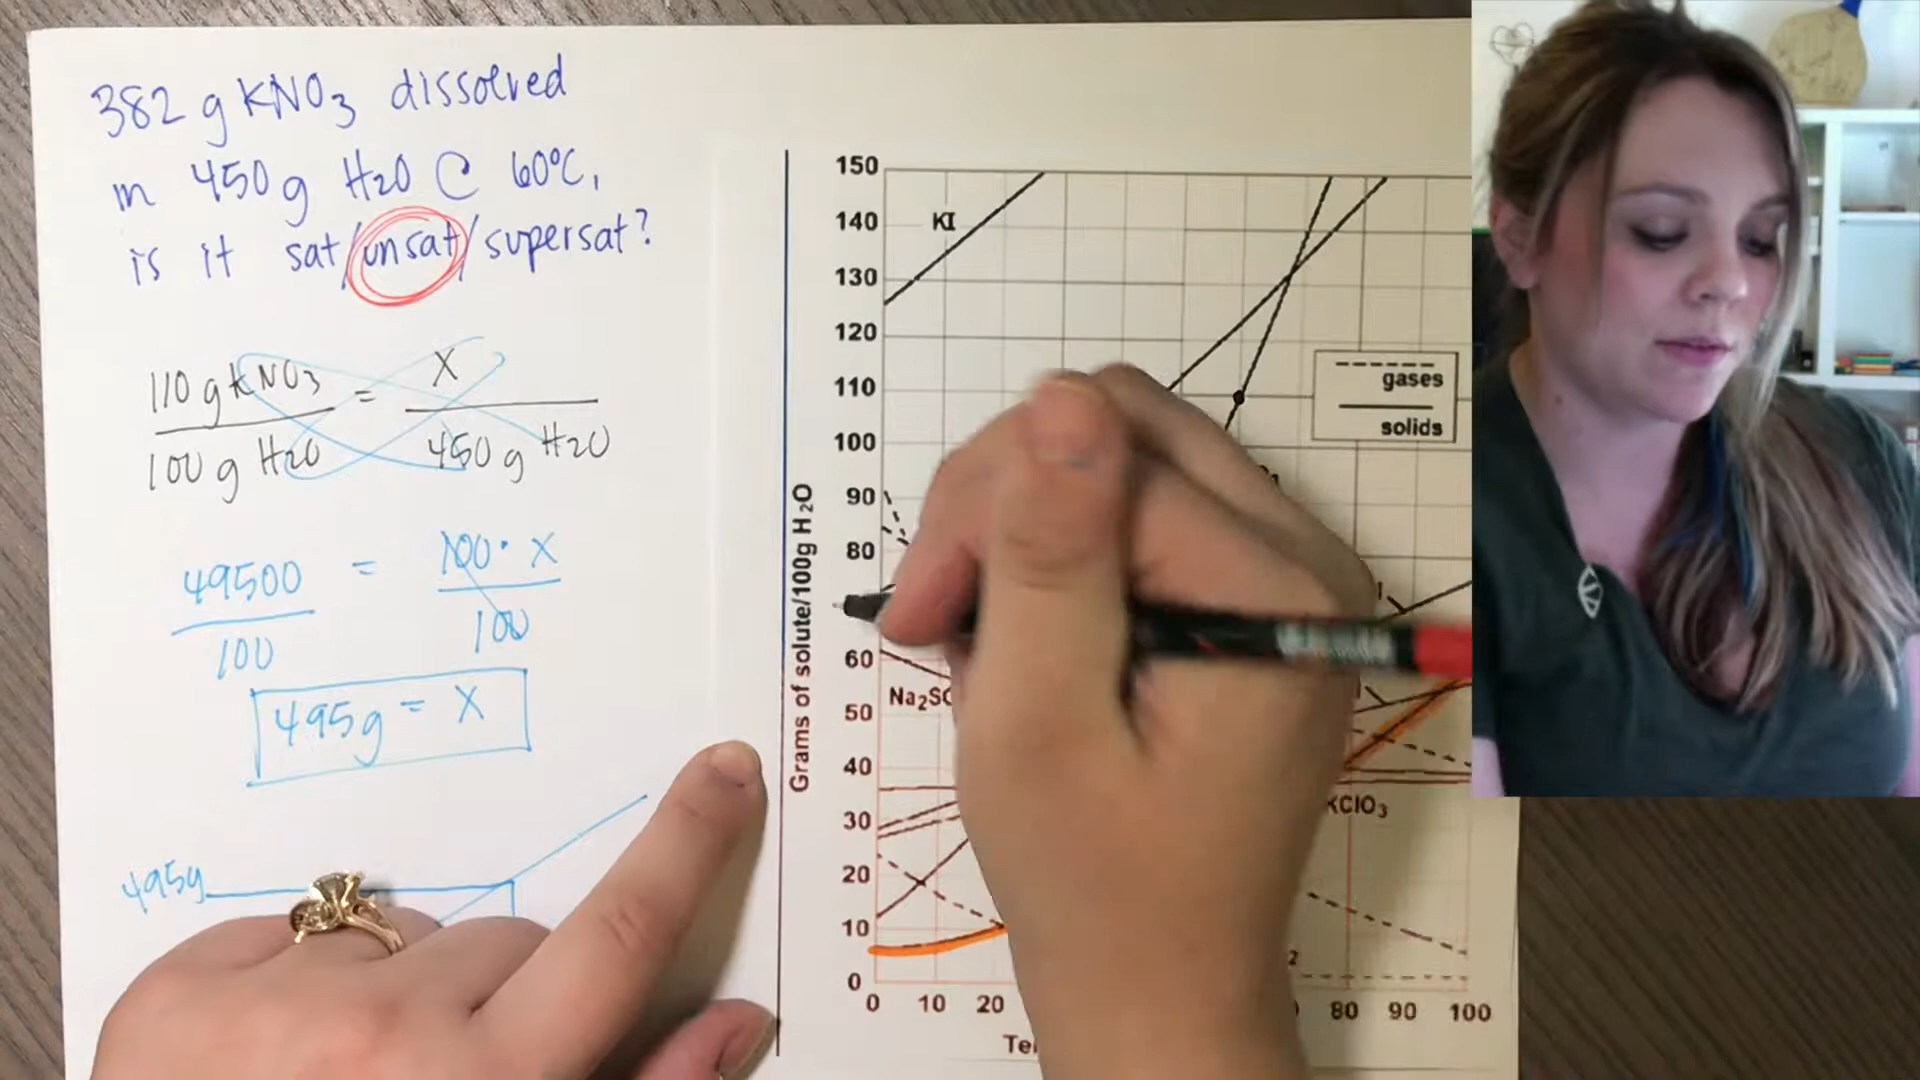 382 g KNO3 dissolved
in 450 g H2O @ 60°C,
is it sat/unsat/supersat?
110 g KNO3 = X
100 g H2O 450 g H2O
49500 = 100 · X
100 100
495g = X
495g
Grams of solute/100g H2O
150
140
130
120
110
100
90
80
60
50
40
30
20
10
0
KI
gases
solids
KClO3
0 10 20 80 90 100